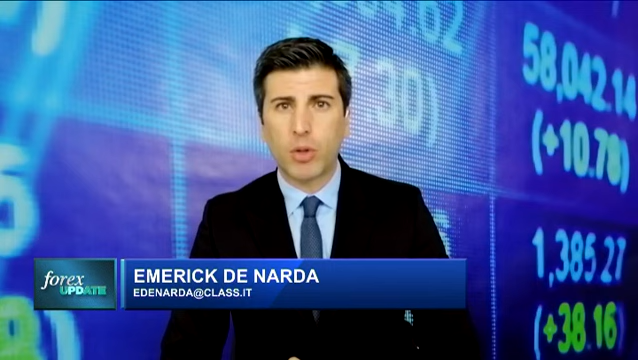 58,042.14
(+10.78)
1,385.27
(+38.16)
forex
UPDATE
EMERICK DE NARDA
EDENARDA@CLASS.IT